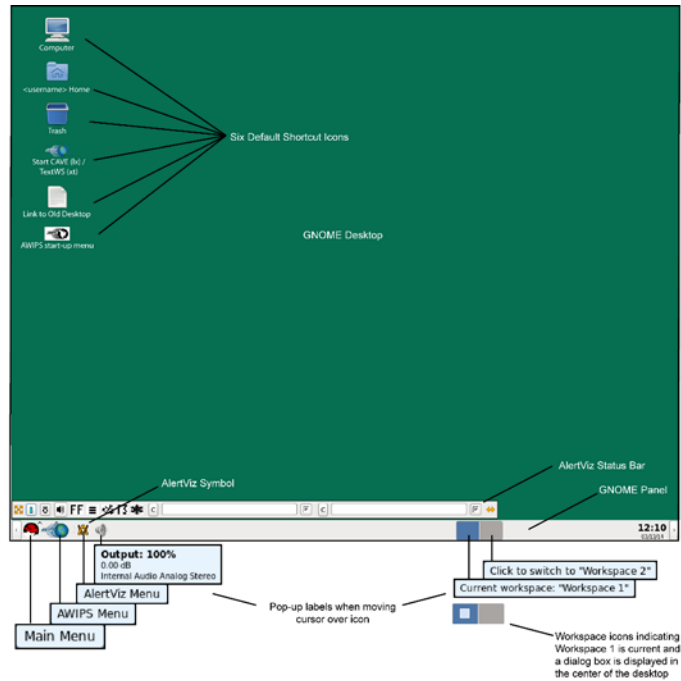 Computer
<username> Home
Trash
Six Default Shortcut Icons
Start CAVE (lx) /
TextWS (xt)
Link to Old Desktop
AWIPS start-up menu
GNOME Desktop
AlertViz Status Bar
AlertViz Symbol
GNOME Panel
FF
13
C
C
12:10
Output: 100%
0.00 dB
Internal Audio Analog Stereo
Click to switch to "Workspace 2"
AlertViz Menu
Current workspace: "Workspace 1"
AWIPS Menu
Pop-up labels when moving
cursor over icon
Main Menu
Workspace icons indicating
Workspace 1 is current and
a dialog box is displayed in
the center of the desktop